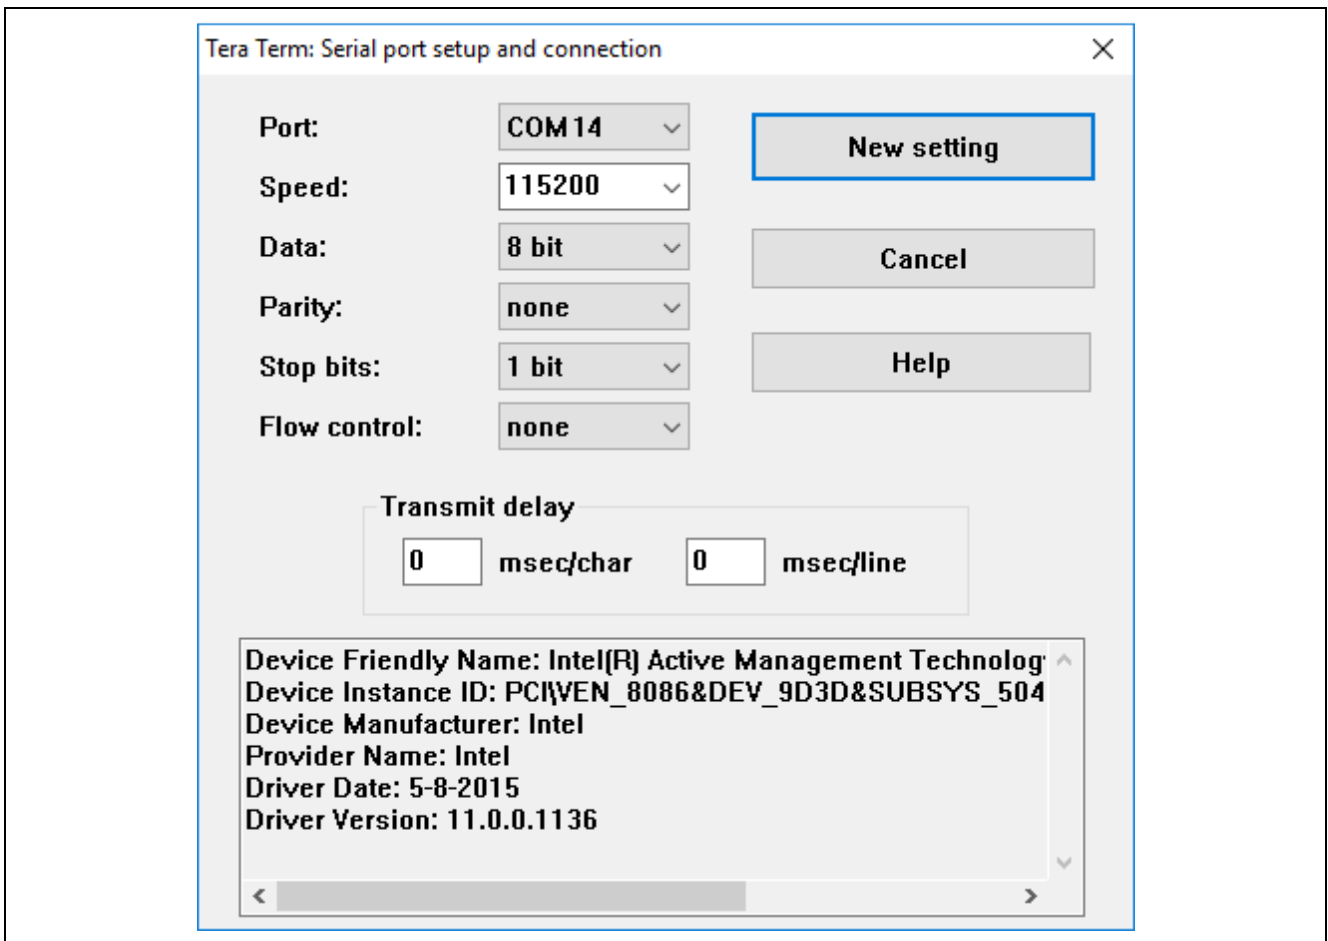 Tera Term: Serial port setup and connection
Port: COM14
New setting
Speed: 115200
Data: 8 bit
Cancel
Parity: none
Stop bits: 1 bit
Help
Flow control: none
Transmit delay
0 msec/char 0 msec/line
Device Friendly Name: Intel(R) Active Management Technolog
Device Instance ID: PCI\VEN_8086&DEV_9D3D&SUBSYS_504
Device Manufacturer: Intel
Provider Name: Intel
Driver Date: 5-8-2015
Driver Version: 11.0.0.1136